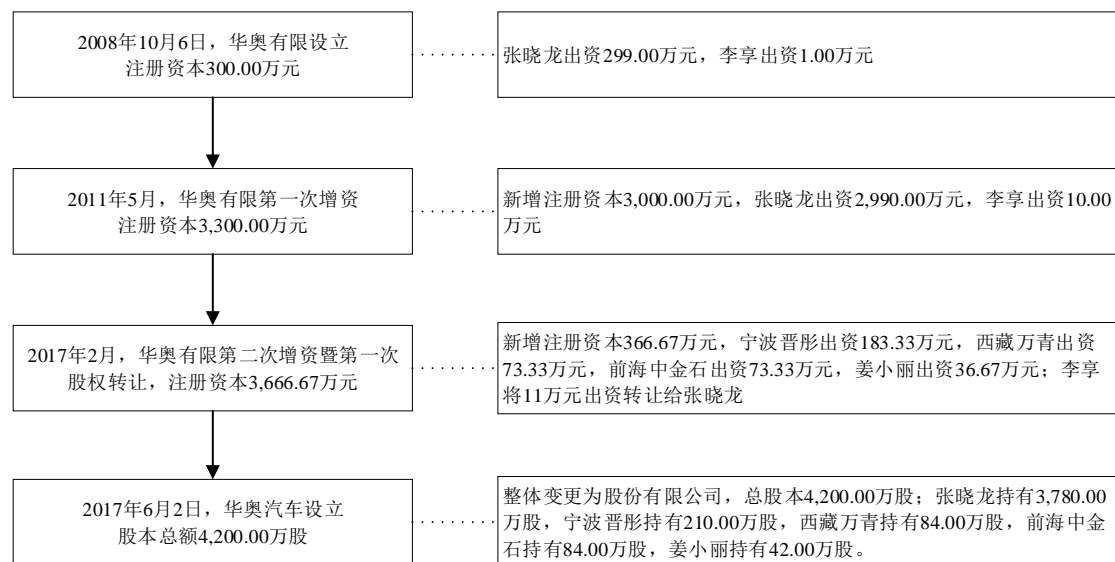 2008年10月6日，华奥有限设立
注册资本300.00万元
张晓龙出资299.00万元，李享出资1.00万元
2011年5月，华奥有限第一次增资
注册资本3,300.00万元
新增注册资本3,000.00万元，张晓龙出资2,990.00万元，李享出资10.00
万元
2017年2月，华奥有限第二次增资暨第一次
股权转让，注册资本3,666.67万元
新增注册资本366.67万元，宁波晋彤出资183.33万元，西藏万青出资
73.33万元，前海中金石出资73.33万元，姜小丽出资36.67万元；李享
将11万元出资转让给张晓龙
2017年6月2日，华奥汽车设立
股本总额4,200.00万股
整体变更为股份有限公司，总股本4,200.00万股；张晓龙持有3,780.00
万股，宁波晋彤持有210.00万股，西藏万青持有84.00万股，前海中金
石持有84.00万股，姜小丽持有42.00万股。